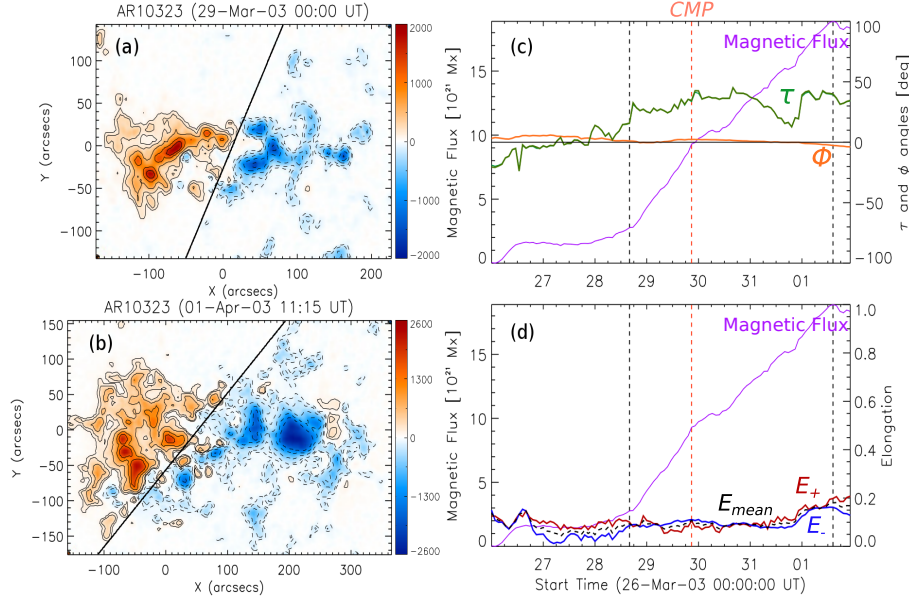 AR10323 (29-Mar-03 00:00 UT)
(a)
Y (arcsecs)
100
50
0
-50
-100
-100
0
100
200
X (arcsecs)
2000
1000
0
-1000
-2000
AR10323 (01-Apr-03 11:15 UT)
(b)
Y (arcsecs)
150
100
50
0
-50
-100
-150
-100
0
100
200
300
X (arcsecs)
2600
1300
0
-1300
-2600
CMP
(c)
Magnetic Flux
τ
Φ
Magnetic Flux [10²¹ Mx]
15
10
5
0
27
28
29
30
01
100
50
0
-50
-100
τ and φ angles [deg]
(d)
Magnetic Flux
E₊
Emean
E₋
Magnetic Flux [10²¹ Mx]
15
10
5
0
27
28
29
30
01
1.0
0.8
0.6
0.4
0.2
0.0
Elongation
Start Time (26-Mar-03 00:00:00 UT)